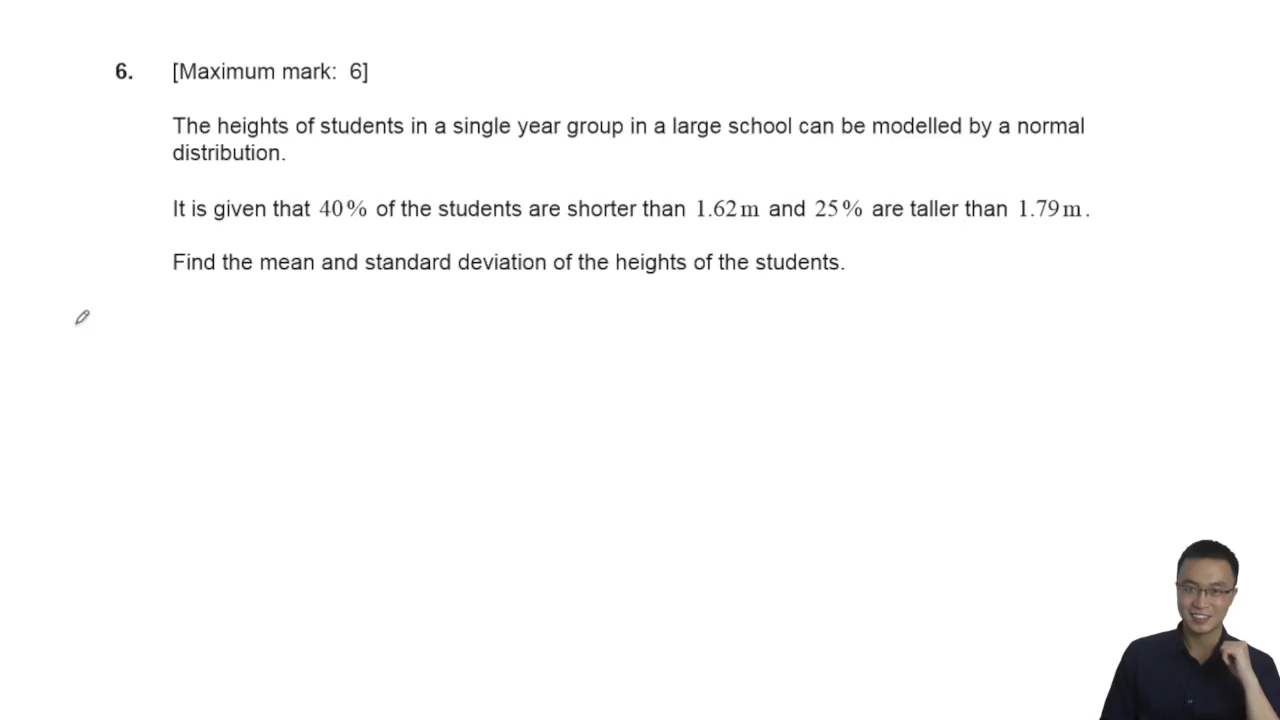 6. [Maximum mark: 6]
The heights of students in a single year group in a large school can be modelled by a normal
distribution.
It is given that 40% of the students are shorter than 1.62 m and 25% are taller than 1.79 m.
Find the mean and standard deviation of the heights of the students.